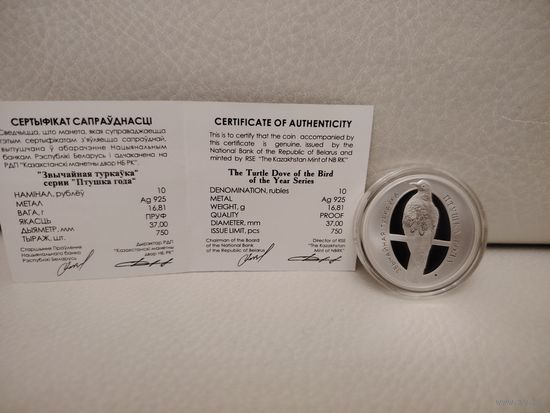 СЕРТЫФІКАТ САПРАЎДНАСЦІ
Сведчыцца, што манета, якая суправаджаецца
гэтым сертыфікатам з'яўляецца сапраўднай,
выпушчана ў абарачэнне Нацыянальным
банкам Рэспублікі Беларусь і адчаканена на
РДП "Казахстанскі манетны двор НБ РК".
"Звычайная туркаўка"
серии "Птушка года"
НАМІНАЛ, рублёў 10
МЕТАЛ Ag 925
ВАГА, г 16,81
ЯКАСЦЬ ПРУФ
ДЫЯМЕТР, мм 37,00
ТЫРАЖ, шт. 750
Старшыня Праўлення
Нацыянальнага банка
Рэспублікі Беларусь
Дырэктар РДП
"Казахстанскі манетны
двор НБ РК"
CERTIFICATE OF AUTHENTICITY
This is to certify that the coin accompanied by
this certificate is genuine, issued by the
National Bank of the Republic of Belarus and
minted by RSE "The Kazakhstan Mint of NB RK"
The Turtle Dove of the Bird
of the Year Series
DENOMINATION, rubles 10
METAL Ag 925
WEIGHT, g 16,81
QUALITY PROOF
DIAMETER, mm 37,00
ISSUE LIMIT, pcs 750
Chairman of the Board
of the National Bank
of the Republic of Belarus
Director of RSE
"The Kazakhstan
Mint of NBRK"
ЗВЫЧАЙНАЯ ТУРКАЎКА
ПТУШКА ГОДА